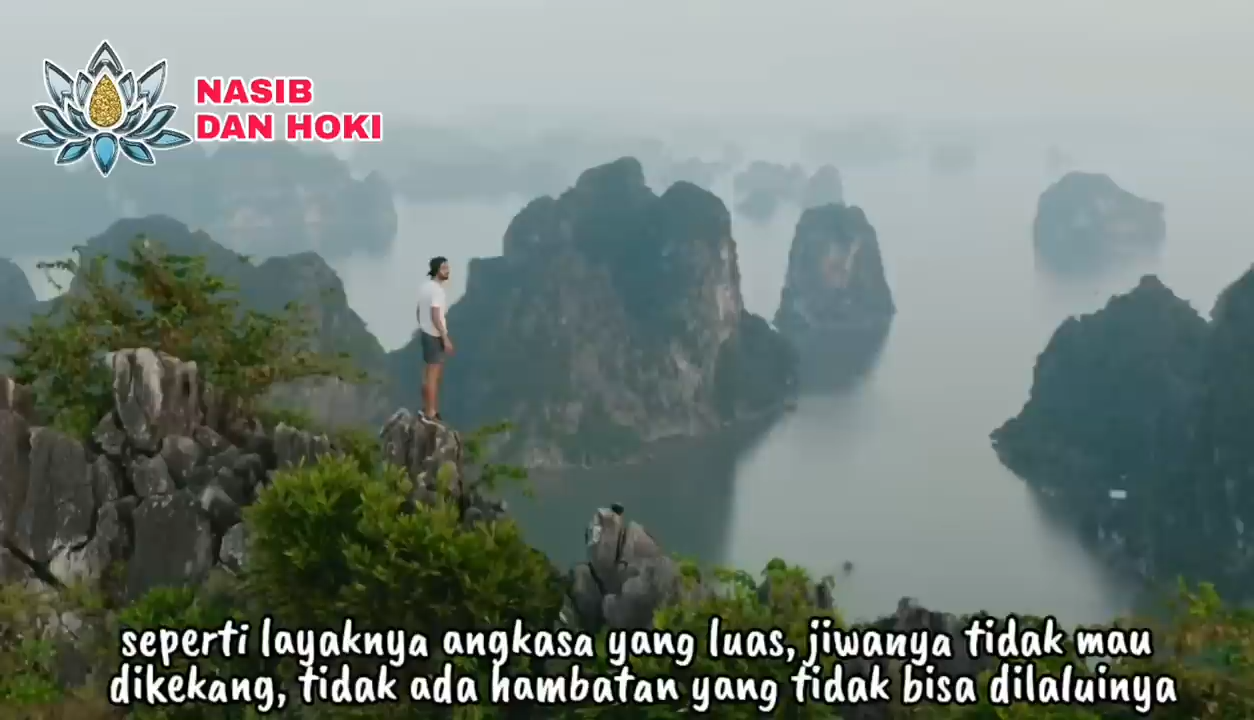 NASIB
DAN HOKI
seperti layaknya angkasa yang luas, jiwanya tidak mau
dikekang, tidak ada hambatan yang tidak bisa dilaluinya